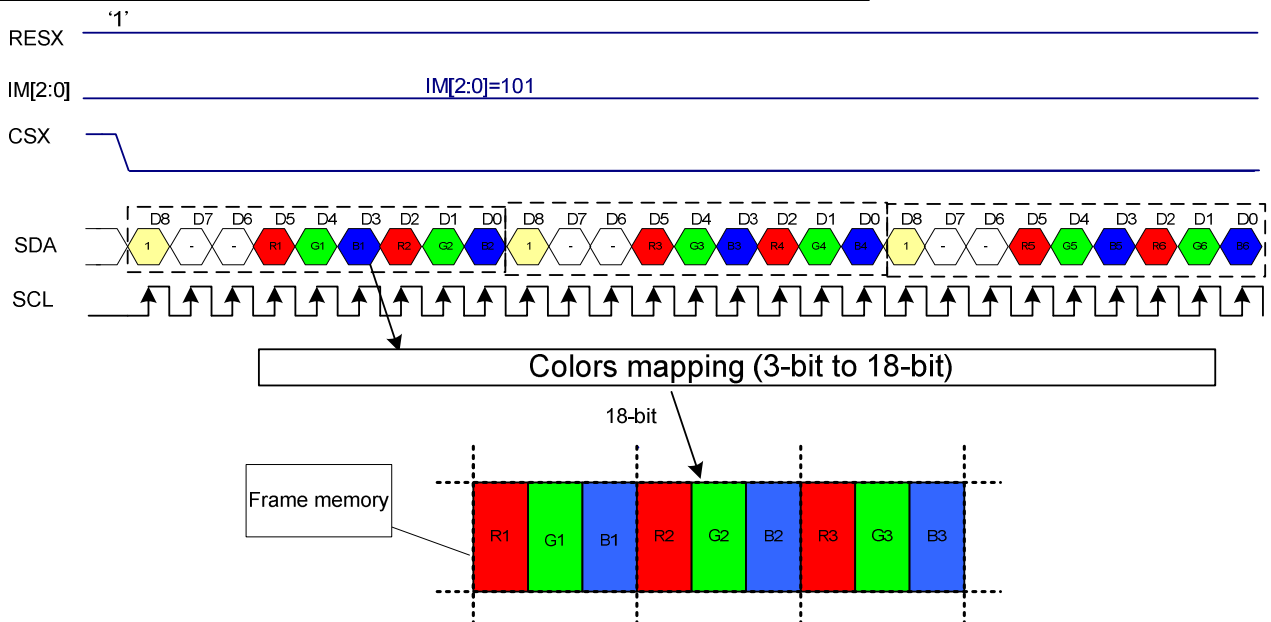 ‘1’
RESX
IM[2:0]
IM[2:0]=101
CSX
D8 D7 D6 D5 D4 D3 D2 D1 D0 D8 D7 D6 D5 D4 D3 D2 D1 D0 D8 D7 D6 D5 D4 D3 D2 D1 D0
SDA
1 - - R1 G1 B1 R2 G2 B2 1 - - R3 G3 B3 R4 G4 B4 1 - - R5 G5 B5 R6 G6 B6
SCL
Colors mapping (3-bit to 18-bit)
18-bit
Frame memory
R1 G1 B1 R2 G2 B2 R3 G3 B3